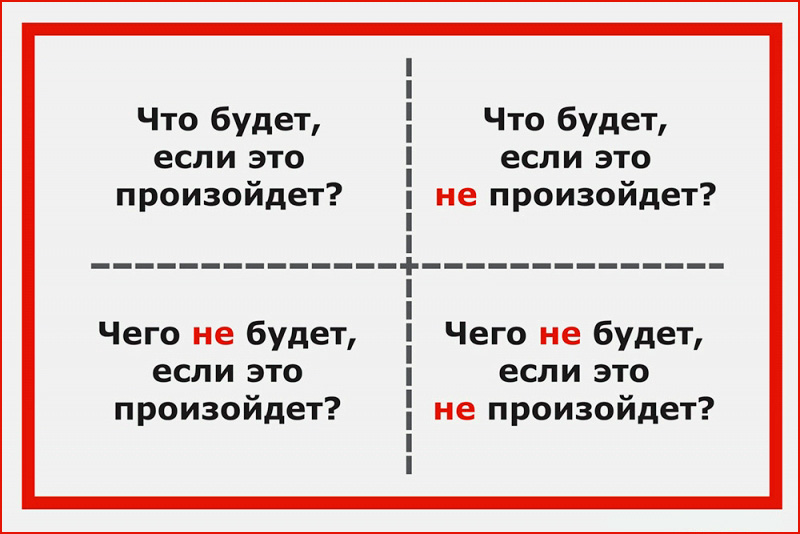 Что будет,
если это
произойдет?
Что будет,
если это
не произойдет?
Чего не будет,
если это
произойдет?
Чего не будет,
если это
не произойдет?